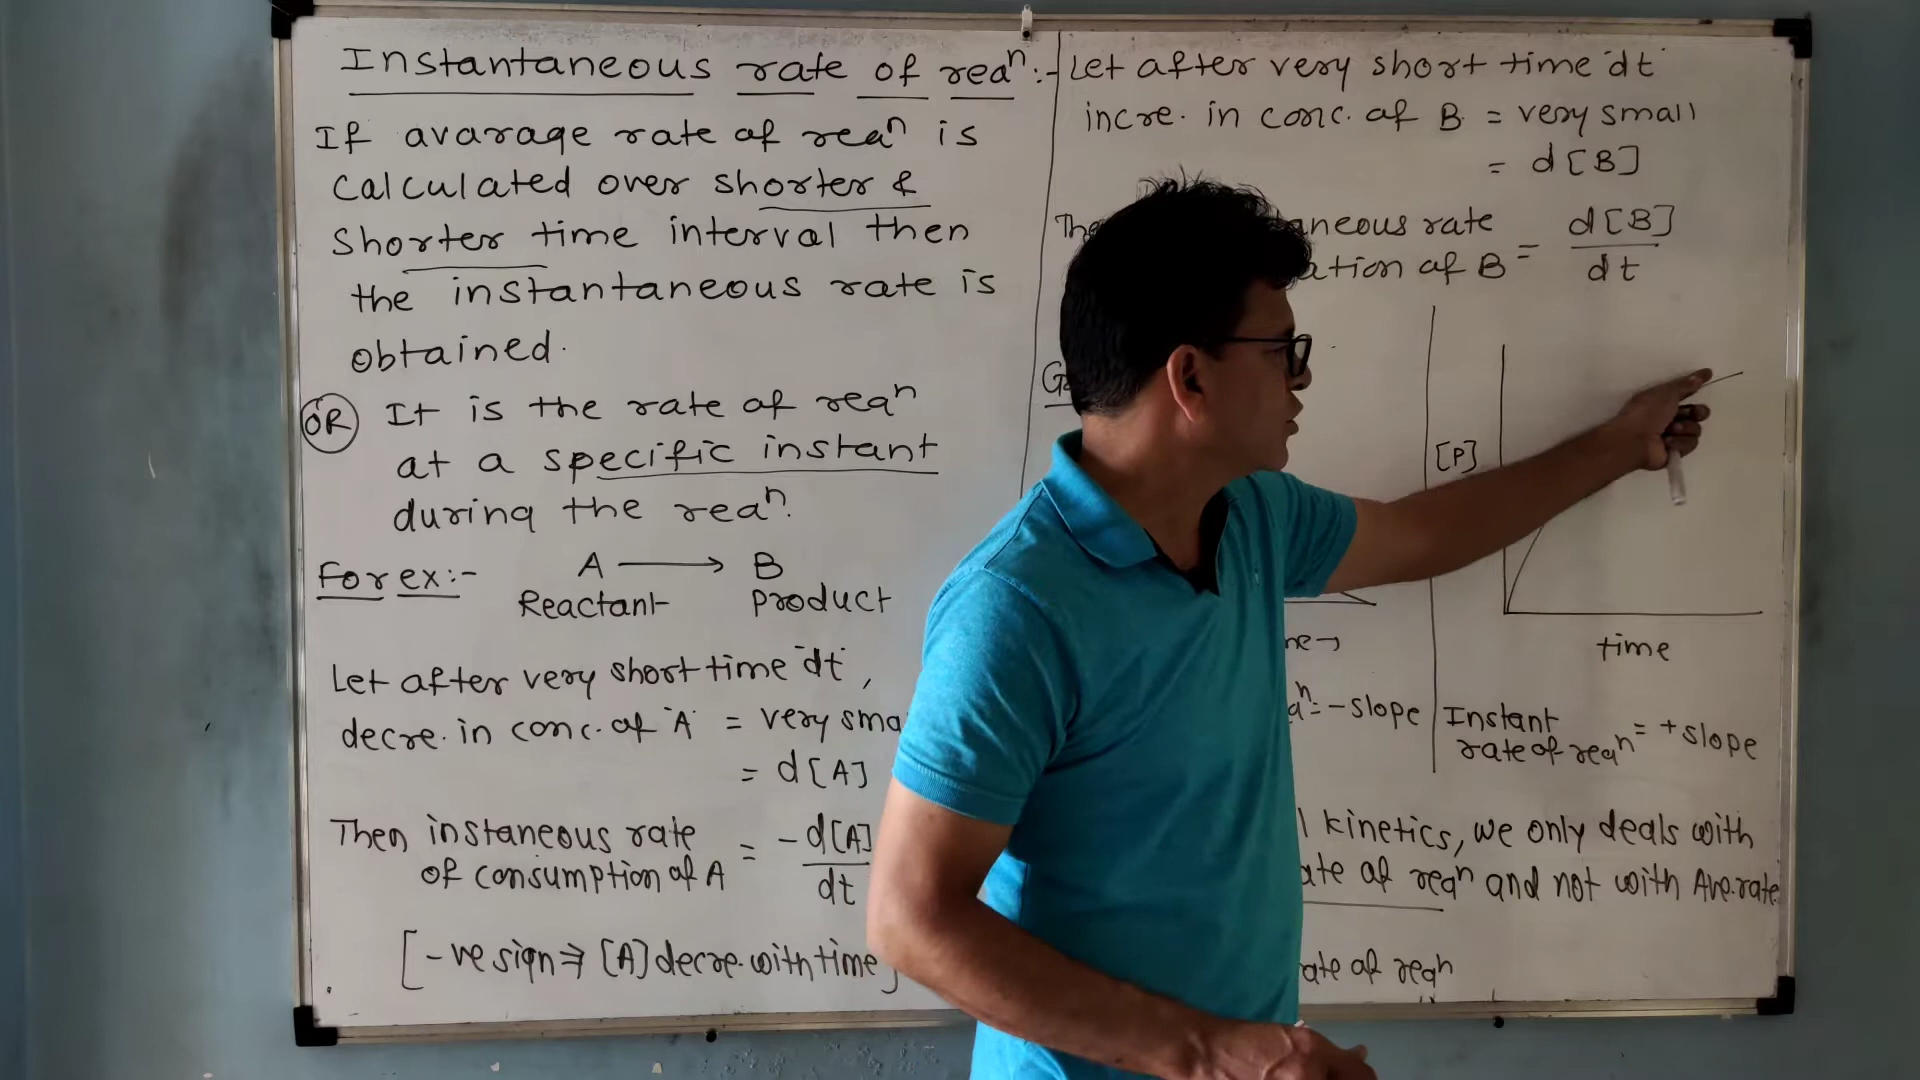 Instantaneous rate of reaⁿ:-
If avarage rate of reaⁿ is
calculated over shorter &
shorter time interval then
the instantaneous rate is
obtained.
OR It is the rate of reaⁿ
at a specific instant
during the reaⁿ.
For ex:- A ⟶ B
Reactant product
Let after very short time 'dt',
decre. in conc. of 'A' = very sma
= d[A]
Then instaneous rate
of consumption of A = -d[A]
dt
[-ve sign ⇒ [A] decre. with time]
Let after very short time 'dt'
incre. in conc. of B = very small
= d[B]
aneous rate
ation of B = d[B]
dt
[P]
time
ⁿ = - slope
Instant
rate of reaⁿ = + slope
kinetics, we only deals with
ate of reaⁿ and not with Ave.rate
ate of reaⁿ